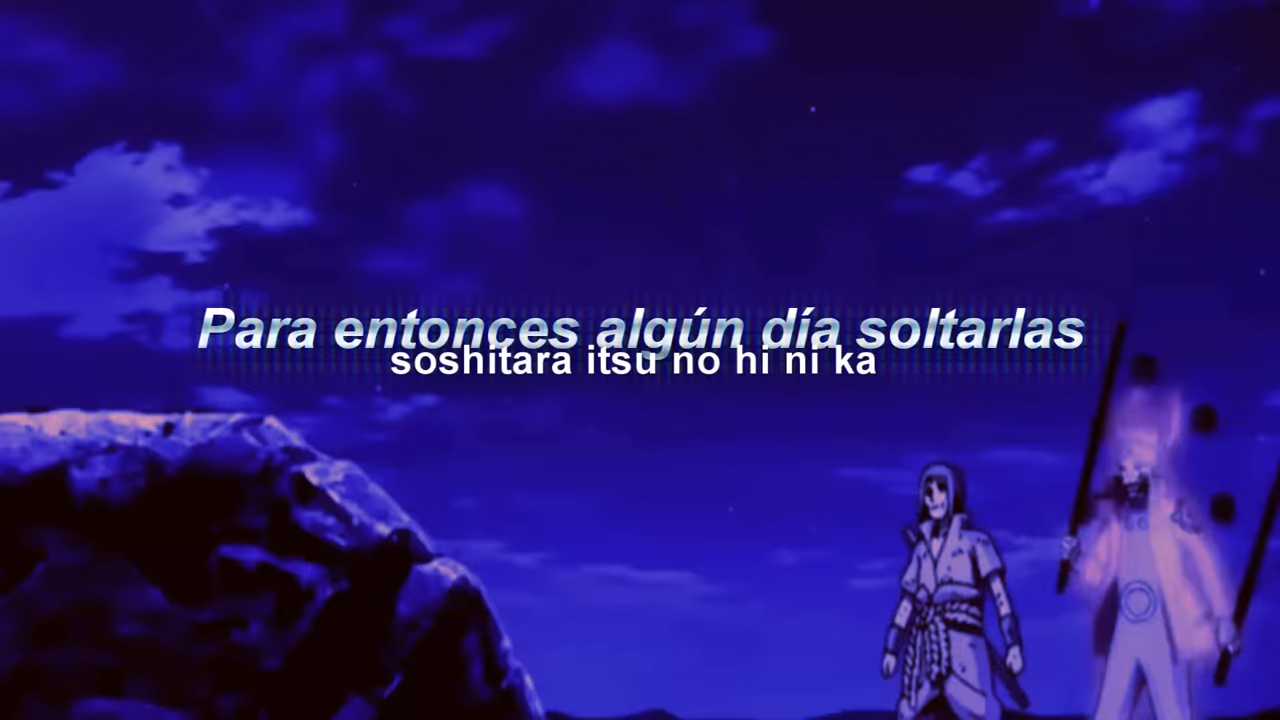 Para entonces algún día soltarlas
soshitara itsu no hi ni ka